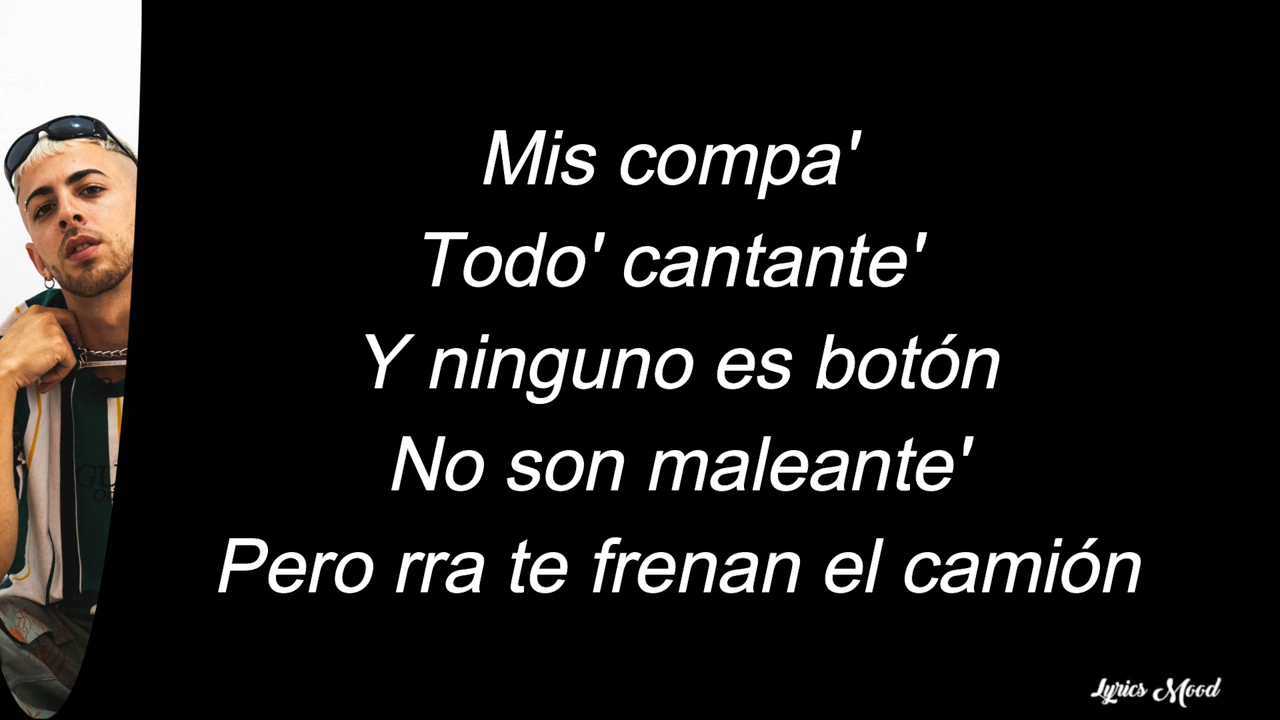 Mis compa'
Todo' cantante'
Y ninguno es botón
No son maleante'
Pero rra te frenan el camión
Lyrics Mood